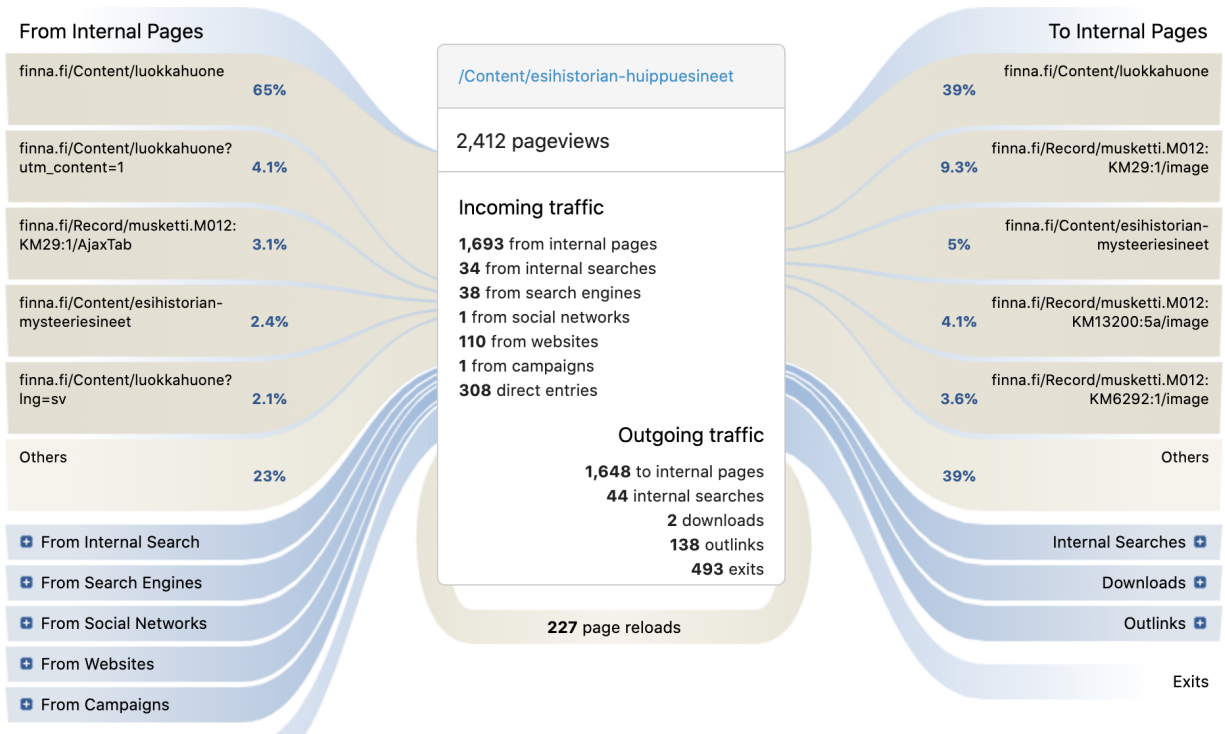 From Internal Pages
finna.fi/Content/luokkahuone
65%
finna.fi/Content/luokkahuone?
utm_content=1
4.1%
finna.fi/Record/musketti.M012:
KM29:1/AjaxTab
3.1%
finna.fi/Content/esihistorian-
mysteeriesineet
2.4%
finna.fi/Content/luokkahuone?
lng=sv
2.1%
Others
23%
From Internal Search
From Search Engines
From Social Networks
From Websites
From Campaigns
/Content/esihistorian-huippuesineet
2,412 pageviews
Incoming traffic
1,693 from internal pages
34 from internal searches
38 from search engines
1 from social networks
110 from websites
1 from campaigns
308 direct entries
Outgoing traffic
1,648 to internal pages
44 internal searches
2 downloads
138 outlinks
493 exits
227 page reloads
To Internal Pages
finna.fi/Content/luokkahuone
39%
finna.fi/Record/musketti.M012:
KM29:1/image
9.3%
finna.fi/Content/esihistorian-
mysteeriesineet
5%
finna.fi/Record/musketti.M012:
KM13200:5a/image
4.1%
finna.fi/Record/musketti.M012:
KM6292:1/image
3.6%
Others
39%
Internal Searches
Downloads
Outlinks
Exits